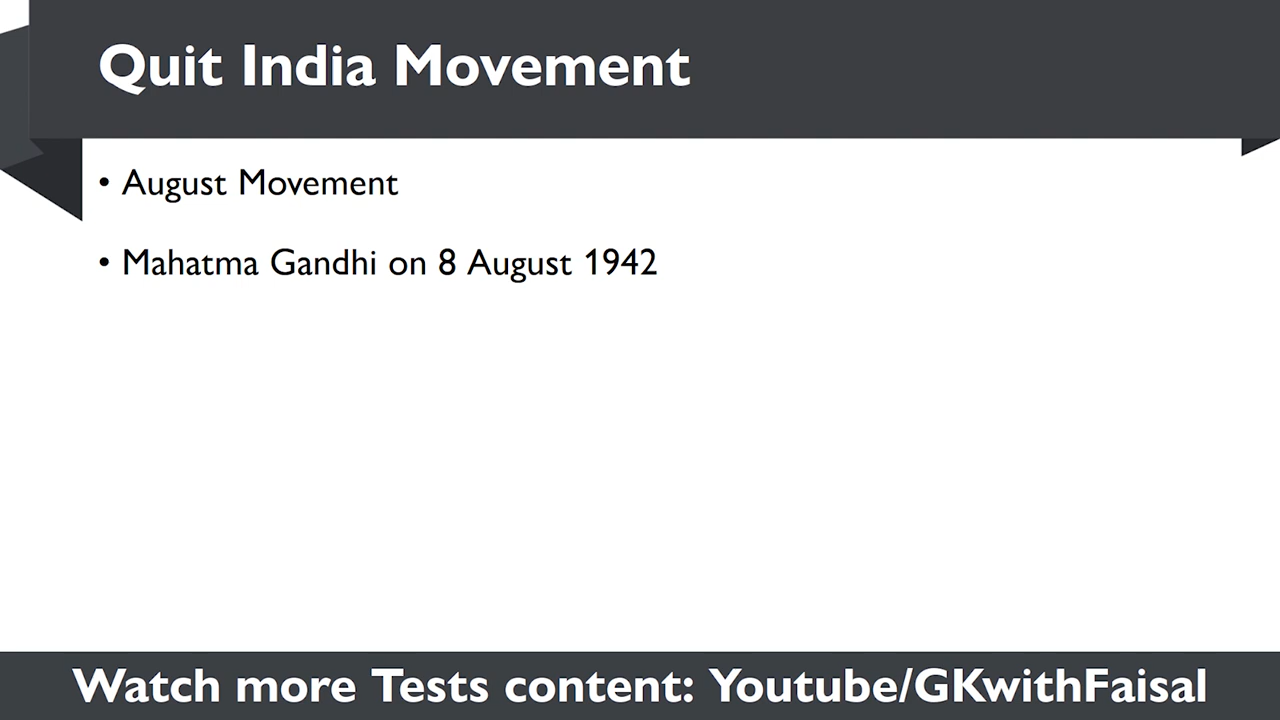 Quit India Movement
• August Movement
• Mahatma Gandhi on 8 August 1942
Watch more Tests content: Youtube/GKwithFaisal